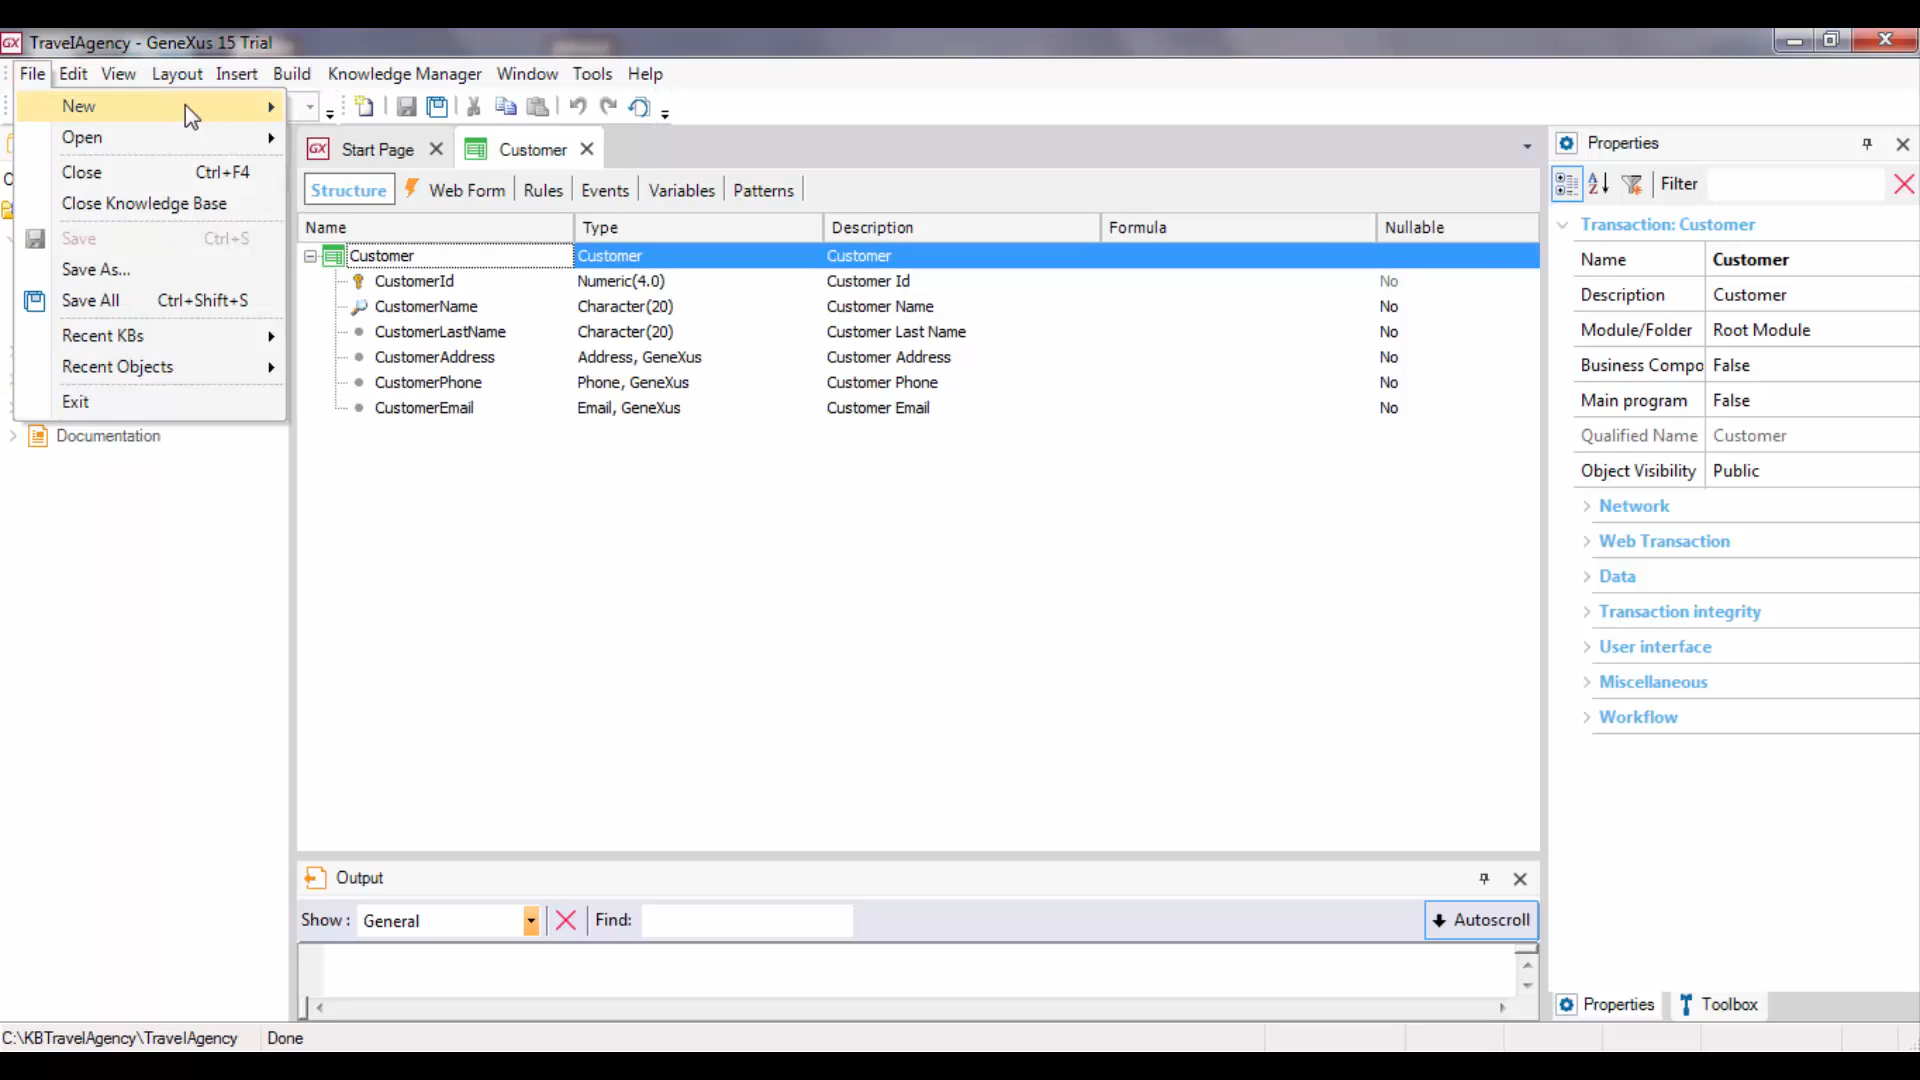 TravelAgency - GeneXus 15 Trial
File Edit View Layout Insert Build Knowledge Manager Window Tools Help
New
Open
Close Ctrl+F4
Close Knowledge Base
Save Ctrl+S
Save As...
Save All Ctrl+Shift+S
Recent KBs
Recent Objects
Exit
Documentation
GX Start Page
Customer
Structure Web Form Rules Events Variables Patterns
Name Type Description Formula Nullable
Customer Customer Customer
CustomerId Numeric(4.0) Customer Id No
CustomerName Character(20) Customer Name No
CustomerLastName Character(20) Customer Last Name No
CustomerAddress Address, GeneXus Customer Address No
CustomerPhone Phone, GeneXus Customer Phone No
CustomerEmail Email, GeneXus Customer Email No
Output
Show : General Find: Autoscroll
Properties
Filter
Transaction: Customer
Name Customer
Description Customer
Module/Folder Root Module
Business Compo False
Main program False
Qualified Name Customer
Object Visibility Public
Network
Web Transaction
Data
Transaction integrity
User interface
Miscellaneous
Workflow
Properties Toolbox
C:\KBTravelAgency\TravelAgency Done